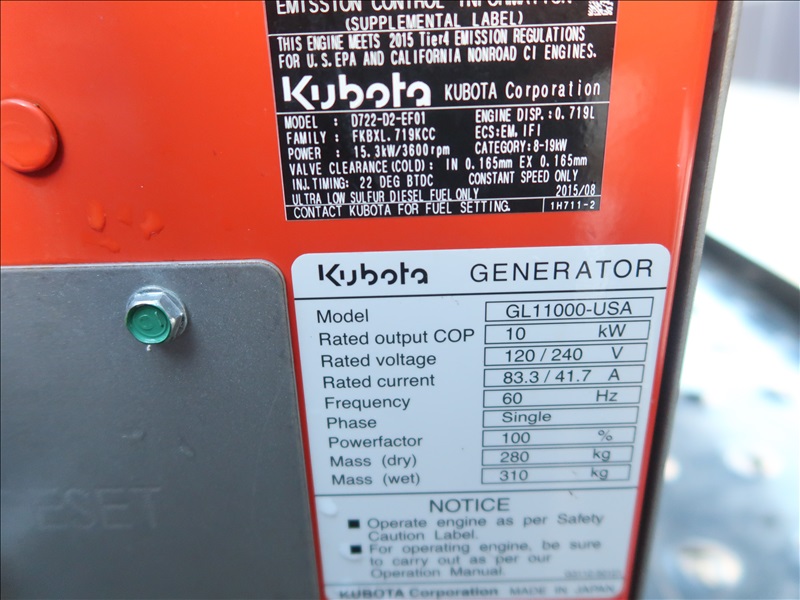 EMISSION CONTROL INFORMATION
(SUPPLEMENTAL LABEL)
THIS ENGINE MEETS 2015 Tier4 EMISSION REGULATIONS
FOR U.S.EPA AND CALIFORNIA NONROAD CI ENGINES.
Kubota KUBOTA Corporation
MODEL : D722-D2-EF01 ENGINE DISP.:0.719L
FAMILY : FKBXL.719KCC ECS:EM,IFI
POWER : 15.3kW/3600rpm CATEGORY:8-19kW
VALVE CLEARANCE(COLD): IN 0.165mm EX 0.165mm
INJ.TIMING: 22 DEG BTDC CONSTANT SPEED ONLY
ULTRA LOW SULFUR DIESEL FUEL ONLY 2015/08
CONTACT KUBOTA FOR FUEL SETTING. 1H711-2
Kubota GENERATOR
Model GL11000-USA
Rated output COP 10 kW
Rated voltage 120 / 240 V
Rated current 83.3 / 41.7 A
Frequency 60 Hz
Phase Single
Powerfactor 100 %
Mass (dry) 280 kg
Mass (wet) 310 kg
NOTICE
■ Operate engine as per Safety
Caution Label.
■ For operating engine, be sure
to carry out as per our
Operation Manual.
KUBOTA Corporation MADE IN JAPAN
ESET